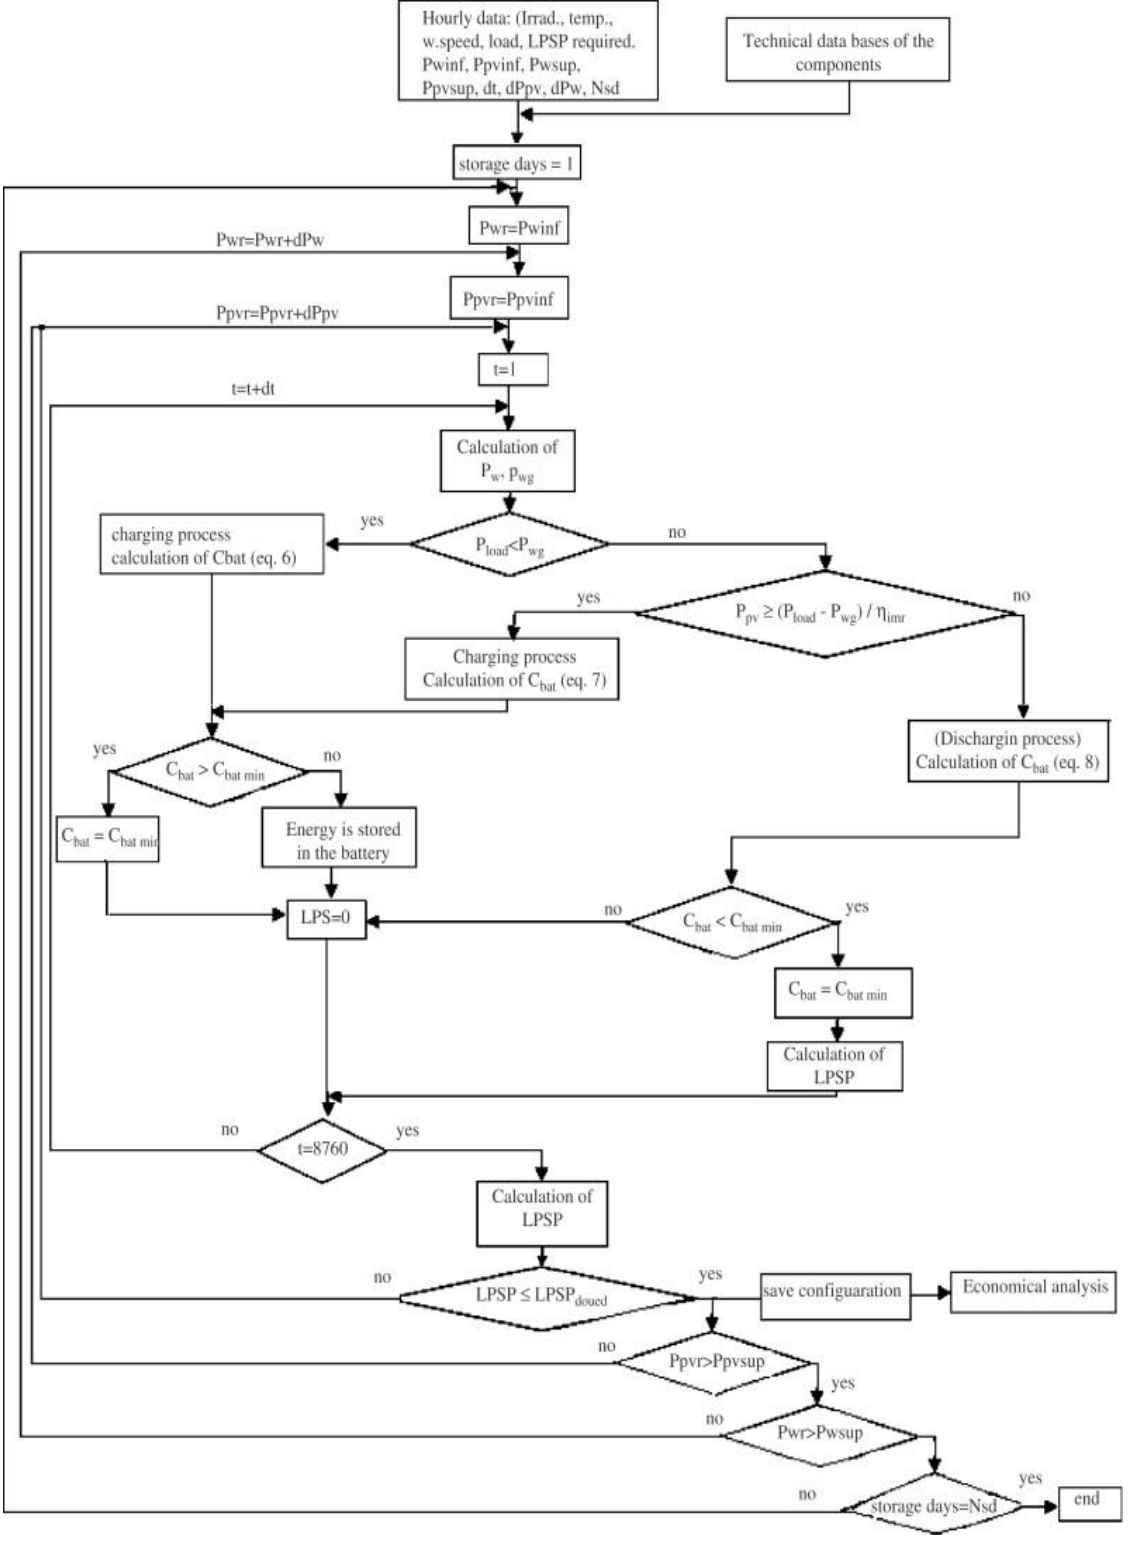 Hourly data: (Irrad., temp.,
w.speed, load, LPSP required.
Pwinf, Ppvinf, Pwsup,
Ppvsup, dt, dPpv, dPw, Nsd
Technical data bases of the
components
storage days = 1
Pwr=Pwinf
Pwr=Pwr+dPw
Ppvr=Ppvinf
Ppvr=Ppvr+dPpv
t=1
t=t+dt
Calculation of
Pw, pwg
yes
Pload<Pwg
no
charging process
calculation of Cbat (eq. 6)
yes
Ppv ≥ (Pload - Pwg) / ηimr
no
Charging process
Calculation of Cbat (eq. 7)
(Dischargin process)
Calculation of Cbat (eq. 8)
yes
Cbat > Cbat min
no
Cbat = Cbat min
Energy is stored
in the battery
LPS=0
no
Cbat < Cbat min
yes
Cbat = Cbat min
Calculation of
LPSP
no
t=8760
yes
Calculation of
LPSP
no
LPSP ≤ LPSPdoued
yes
save configuaration
Economical analysis
no
Ppvr>Ppvsup
yes
no
Pwr>Pwsup
no
storage days=Nsd
yes
end